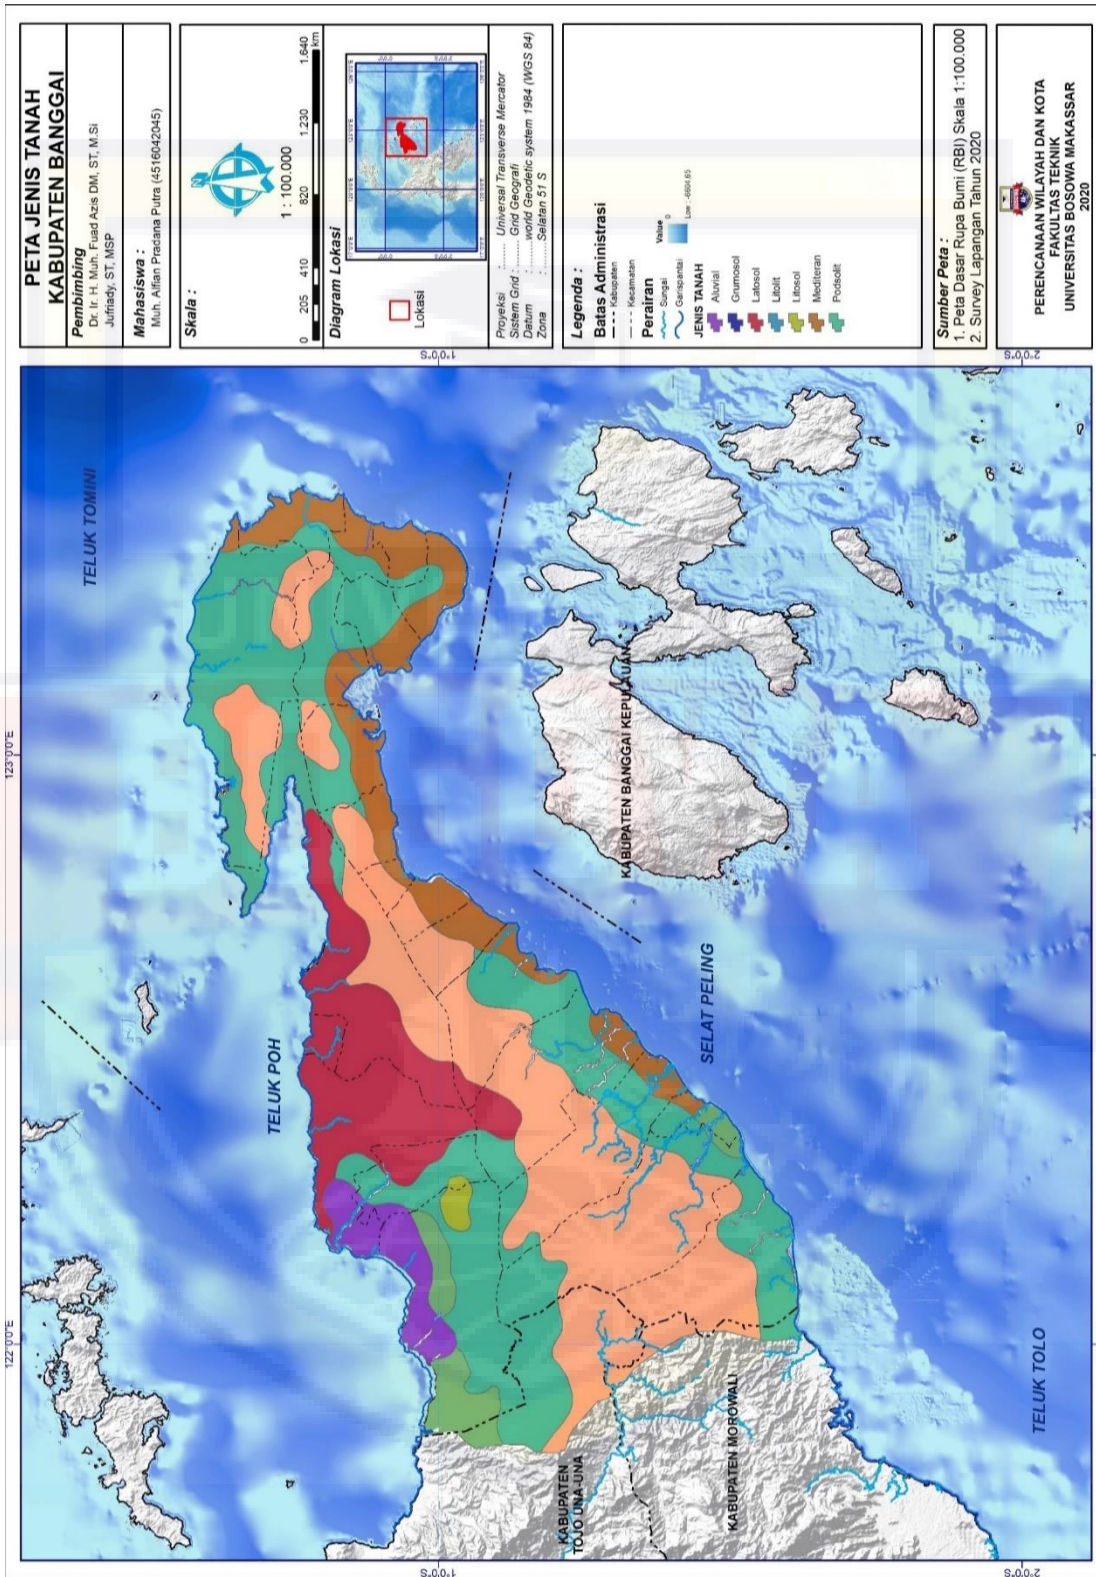 PETA JENIS TANAH
KABUPATEN BANGGAI
Pembimbing
Dr. Ir. H. Muh. Fuad Azis DM, ST, M.Si
Jufriady, ST, MSP
Mahasiswa :
Muh. Alfian Pradana Putra (4516042045)
Skala :
1 : 100.000
0 205 410 820 1.230 1.640
km
Diagram Lokasi
Lokasi
Proyeksi : ........ Universal Transverse Mercator
Sistem Grid : ........ Grid Geografi
Datum : ........ world Geodetic system 1984 (WGS 84)
Zona : ........ Selatan 51 S
Legenda :
Batas Administrasi
Kabupaten
Kecamatan
Perairan
Sungai
Garispantai
Value
0
Low : -6604.65
JENIS TANAH
Aluvial
Grumosol
Latosol
Litolit
Litosol
Mediteran
Podsolit
Sumber Peta :
1. Peta Dasar Rupa Bumi (RBI) Skala 1:100.000
2. Survey Lapangan Tahun 2020
PERENCANAAN WILAYAH DAN KOTA
FAKULTAS TEKNIK
UNIVERSITAS BOSOWA MAKASSAR
2020
122°0'0"E
123°0'0"E
1°0'0"S
2°0'0"S
1°0'0"S
2°0'0"S
TELUK TOMINI
TELUK POH
SELAT PELING
TELUK TOLO
KABUPATEN BANGGAI KEPULAUAN
KABUPATEN
TOJO UNA-UNA
KABUPATEN MOROWALI